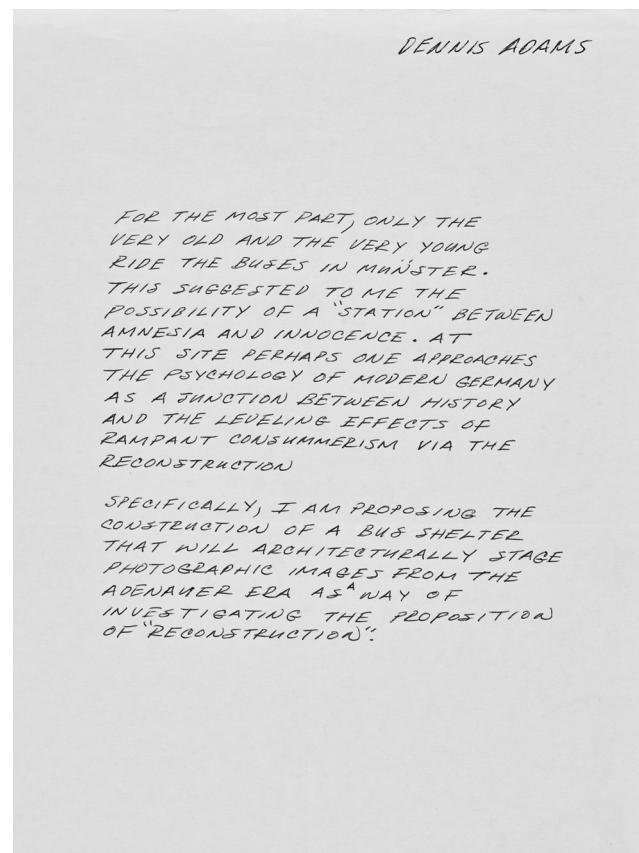 DENNIS ADAMS
FOR THE MOST PART, ONLY THE
VERY OLD AND THE VERY YOUNG
RIDE THE BUSES IN MÜNSTER.
THIS SUGGESTED TO ME THE
POSSIBILITY OF A "STATION" BETWEEN
AMNESIA AND INNOCENCE. AT
THIS SITE PERHAPS ONE APPROACHES
THE PSYCHOLOGY OF MODERN GERMANY
AS A JUNCTION BETWEEN HISTORY
AND THE LEVELING EFFECTS OF
RAMPANT CONSUMMERISM VIA THE
RECONSTRUCTION
SPECIFICALLY, I AM PROPOSING THE
CONSTRUCTION OF A BUS SHELTER
THAT WILL ARCHITECTURALLY STAGE
PHOTOGRAPHIC IMAGES FROM THE
ADENAUER ERA AS A WAY OF
INVESTIGATING THE PROPOSITION
OF "RECONSTRUCTION".